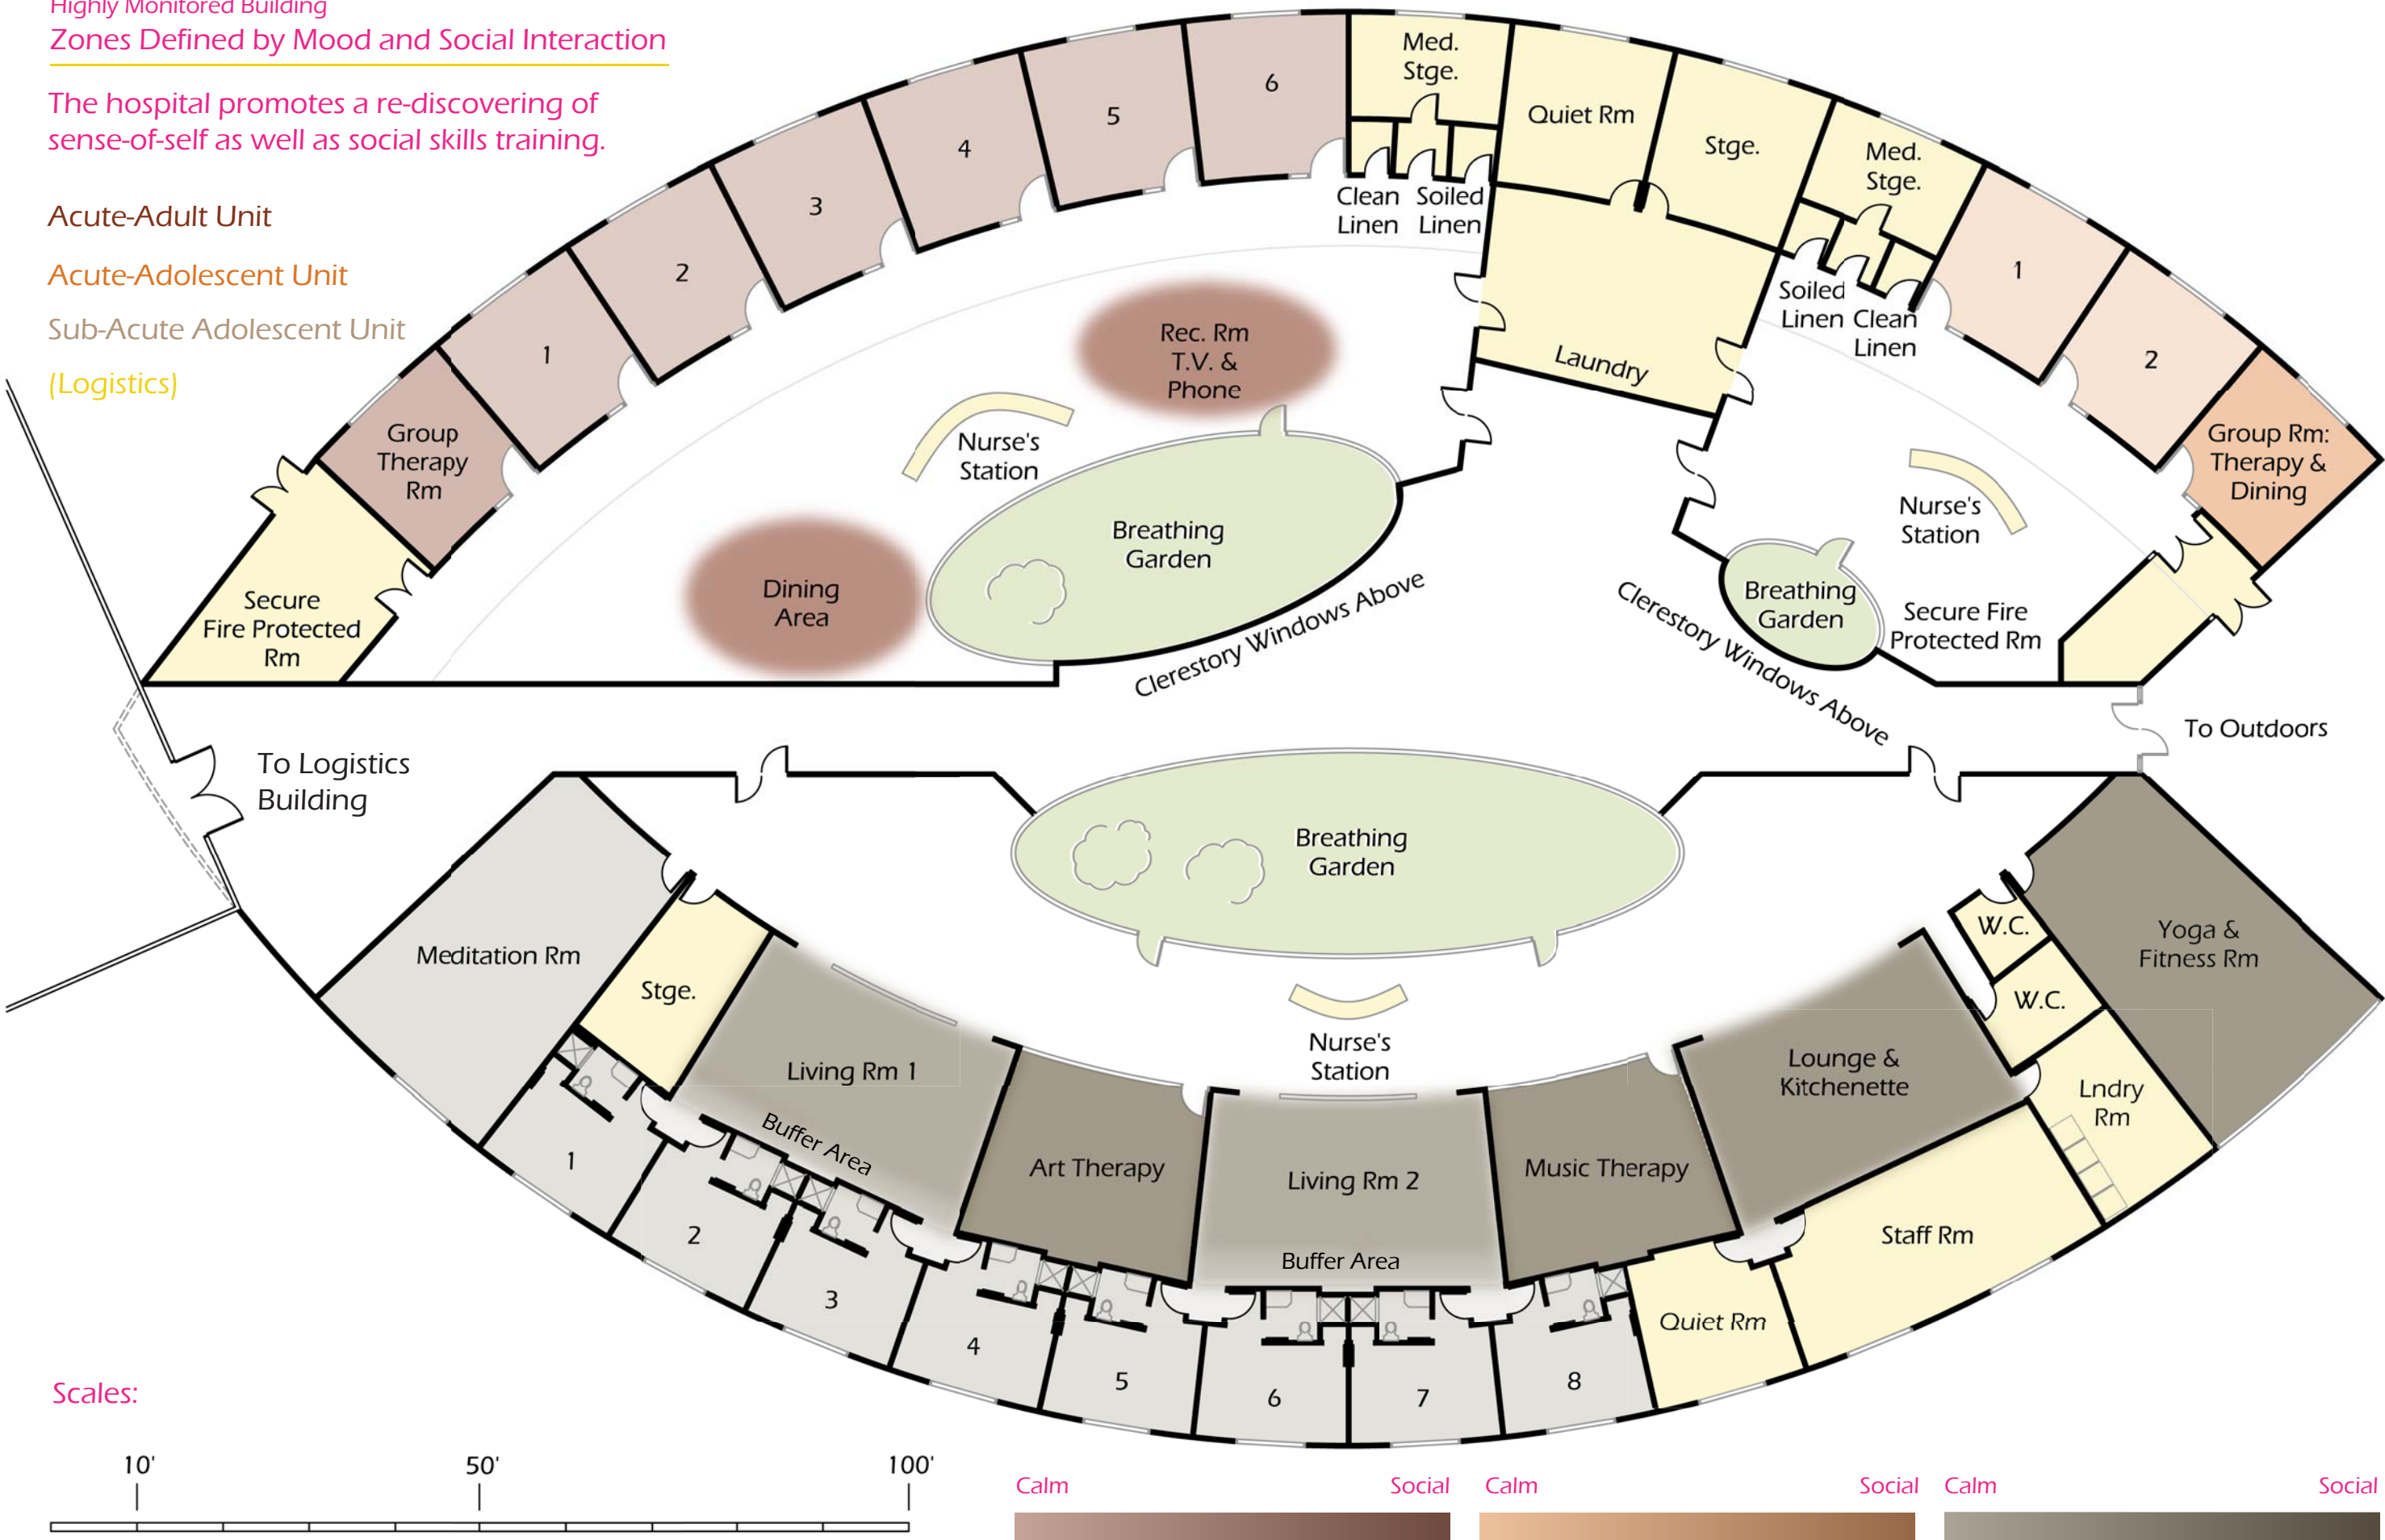 Highly Monitored Building
Zones Defined by Mood and Social Interaction
The hospital promotes a re-discovering of
sense-of-self as well as social skills training.
Acute-Adult Unit
Acute-Adolescent Unit
Sub-Acute Adolescent Unit
(Logistics)
Secure
Fire Protected
Rm
Group
Therapy
Rm
1
2
3
4
5
6
Med.
Stge.
Clean
Linen
Soiled
Linen
Quiet Rm
Stge.
Med.
Stge.
Soiled
Linen
Clean
Linen
Laundry
1
2
Group Rm:
Therapy &
Dining
Rec. Rm
T.V. &
Phone
Nurse's
Station
Dining
Area
Breathing
Garden
Clerestory Windows Above
Nurse's
Station
Breathing
Garden
Clerestory Windows Above
Secure Fire
Protected Rm
To Outdoors
To Logistics
Building
Breathing
Garden
Nurse's
Station
Meditation Rm
Stge.
Living Rm 1
Buffer Area
Art Therapy
Living Rm 2
Buffer Area
Music Therapy
Lounge &
Kitchenette
W.C.
W.C.
Yoga &
Fitness Rm
Lndry
Rm
Staff Rm
Quiet Rm
1
2
3
4
5
6
7
8
Scales:
10'
50'
100'
Calm
Social
Calm
Social
Calm
Social